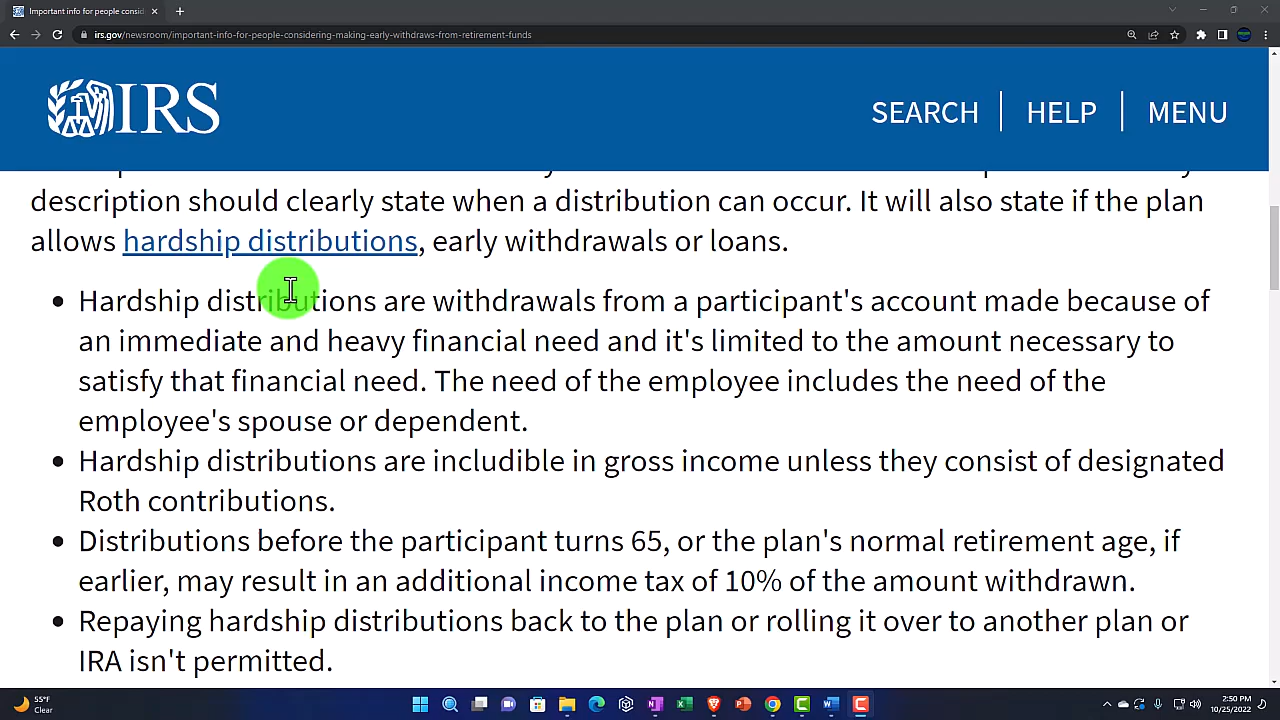 Important info for people consid
irs.gov/newsroom/important-info-for-people-considering-making-early-withdraws-from-retirement-funds
IRS
SEARCH HELP MENU
description should clearly state when a distribution can occur. It will also state if the plan
allows hardship distributions, early withdrawals or loans.
• Hardship distributions are withdrawals from a participant's account made because of
an immediate and heavy financial need and it's limited to the amount necessary to
satisfy that financial need. The need of the employee includes the need of the
employee's spouse or dependent.
• Hardship distributions are includible in gross income unless they consist of designated
Roth contributions.
• Distributions before the participant turns 65, or the plan's normal retirement age, if
earlier, may result in an additional income tax of 10% of the amount withdrawn.
• Repaying hardship distributions back to the plan or rolling it over to another plan or
IRA isn't permitted.
55°F
Clear
2:50 PM
10/25/2022